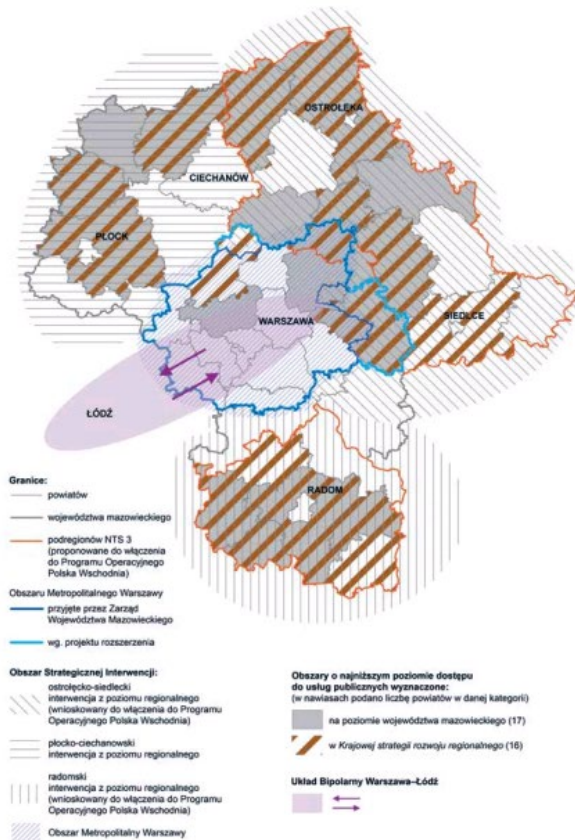 OSTROŁĘKA
CIECHANÓW
PŁOCK
SIEDLCE
WARSZAWA
ŁÓDŹ
RADOM
Granice:
powiatów
województwa mazowieckiego
podregionów NTS 3
(proponowane do włączenia
do Programu Operacyjnego
Polska Wschodnia)
Obszaru Metropolitalnego Warszawy
przyjęte przez Zarząd
Województwa Mazowieckiego
wg. projektu rozszerzenia
Obszar Strategicznej Interwencji:
ostrołęcko-siedlecki
interwencja z poziomu regionalnego
(wnioskowany do włączenia do Programu
Operacyjnego Polska Wschodnia)
płocko-ciechanowski
interwencja z poziomu regionalnego
radomski
interwencja z poziomu regionalnego
(wnioskowany do włączenia do Programu
Operacyjnego Polska Wschodnia)
Obszar Metropolitalny Warszawy
Obszary o najniższym poziomie dostępu
do usług publicznych wyznaczone:
(w nawiasach podano liczbę powiatów w danej kategorii)
na poziomie województwa mazowieckiego (17)
w Krajowej strategii rozwoju regionalnego (16)
Układ Bipolarny Warszawa–Łódź